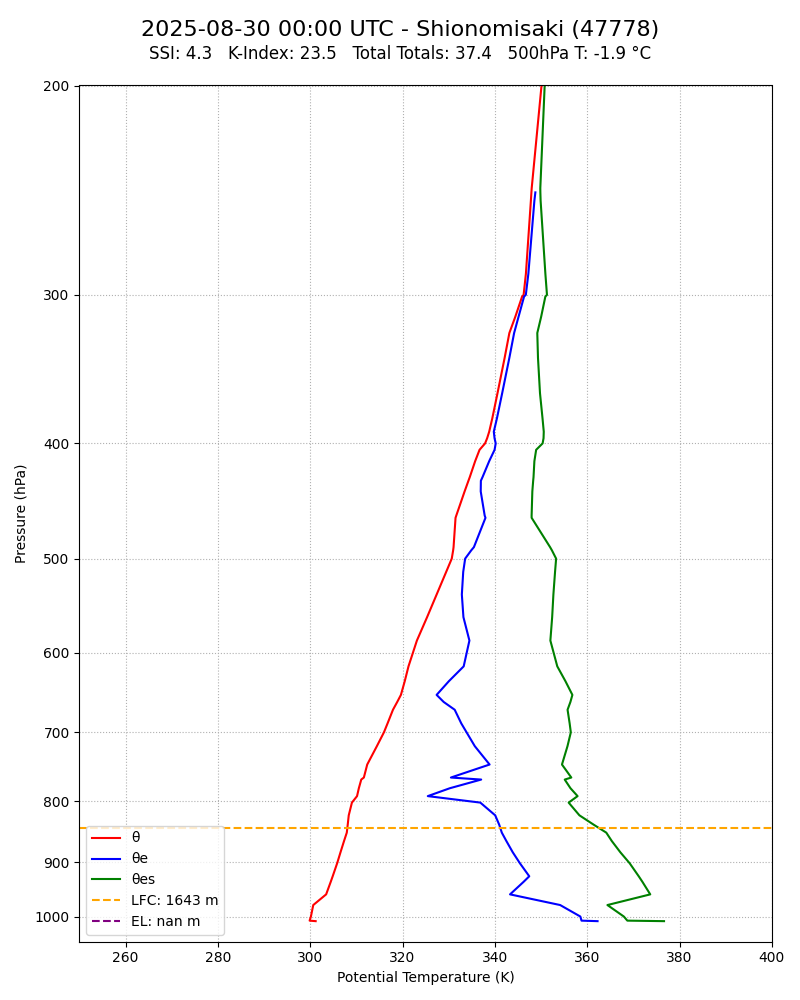 2025-08-30 00:00 UTC - Shionomisaki (47778)
SSI: 4.3 K-Index: 23.5 Total Totals: 37.4 500hPa T: -1.9 °C
200
300
400
500
600
700
800
900
1000
Pressure (hPa)
θ
θe
θes
LFC: 1643 m
EL: nan m
260 280 300 320 340 360 380 400
Potential Temperature (K)